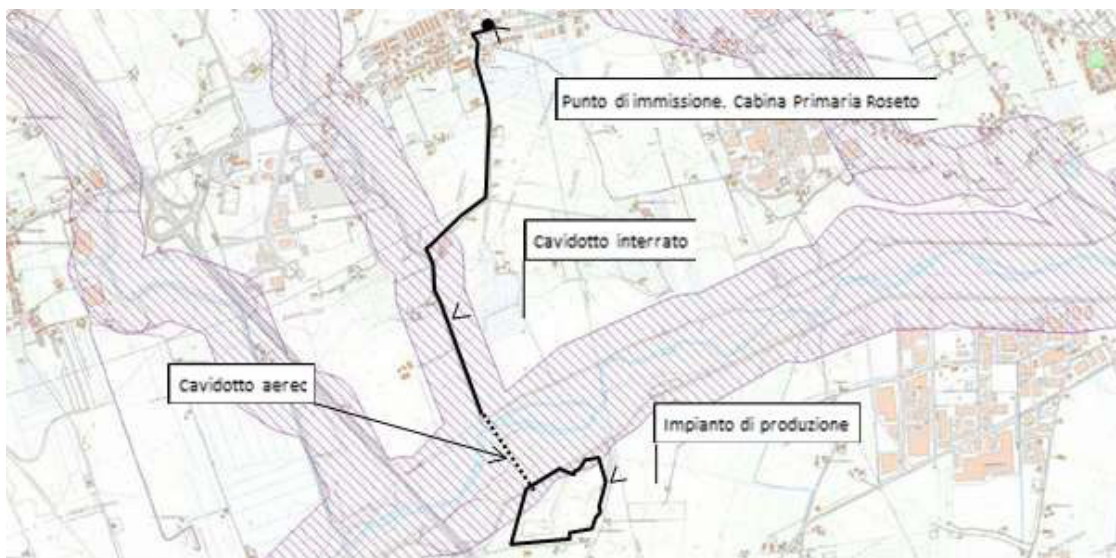 Punto di immissione. Cabina Primaria Roseto
Cavidotto interrato
Cavidotto aereo
Impianto di produzione